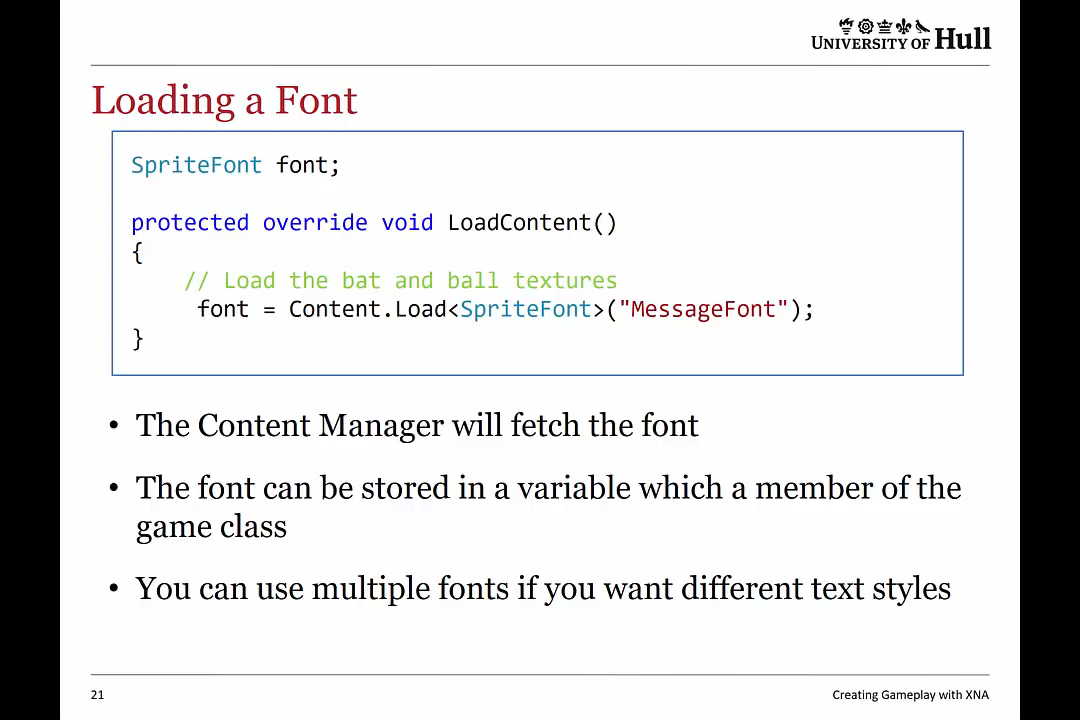 UNIVERSITY OF Hull
Loading a Font
SpriteFont font;
protected override void LoadContent()
{
// Load the bat and ball textures
font = Content.Load<SpriteFont>("MessageFont");
}
• The Content Manager will fetch the font
• The font can be stored in a variable which a member of the
game class
• You can use multiple fonts if you want different text styles
21
Creating Gameplay with XNA